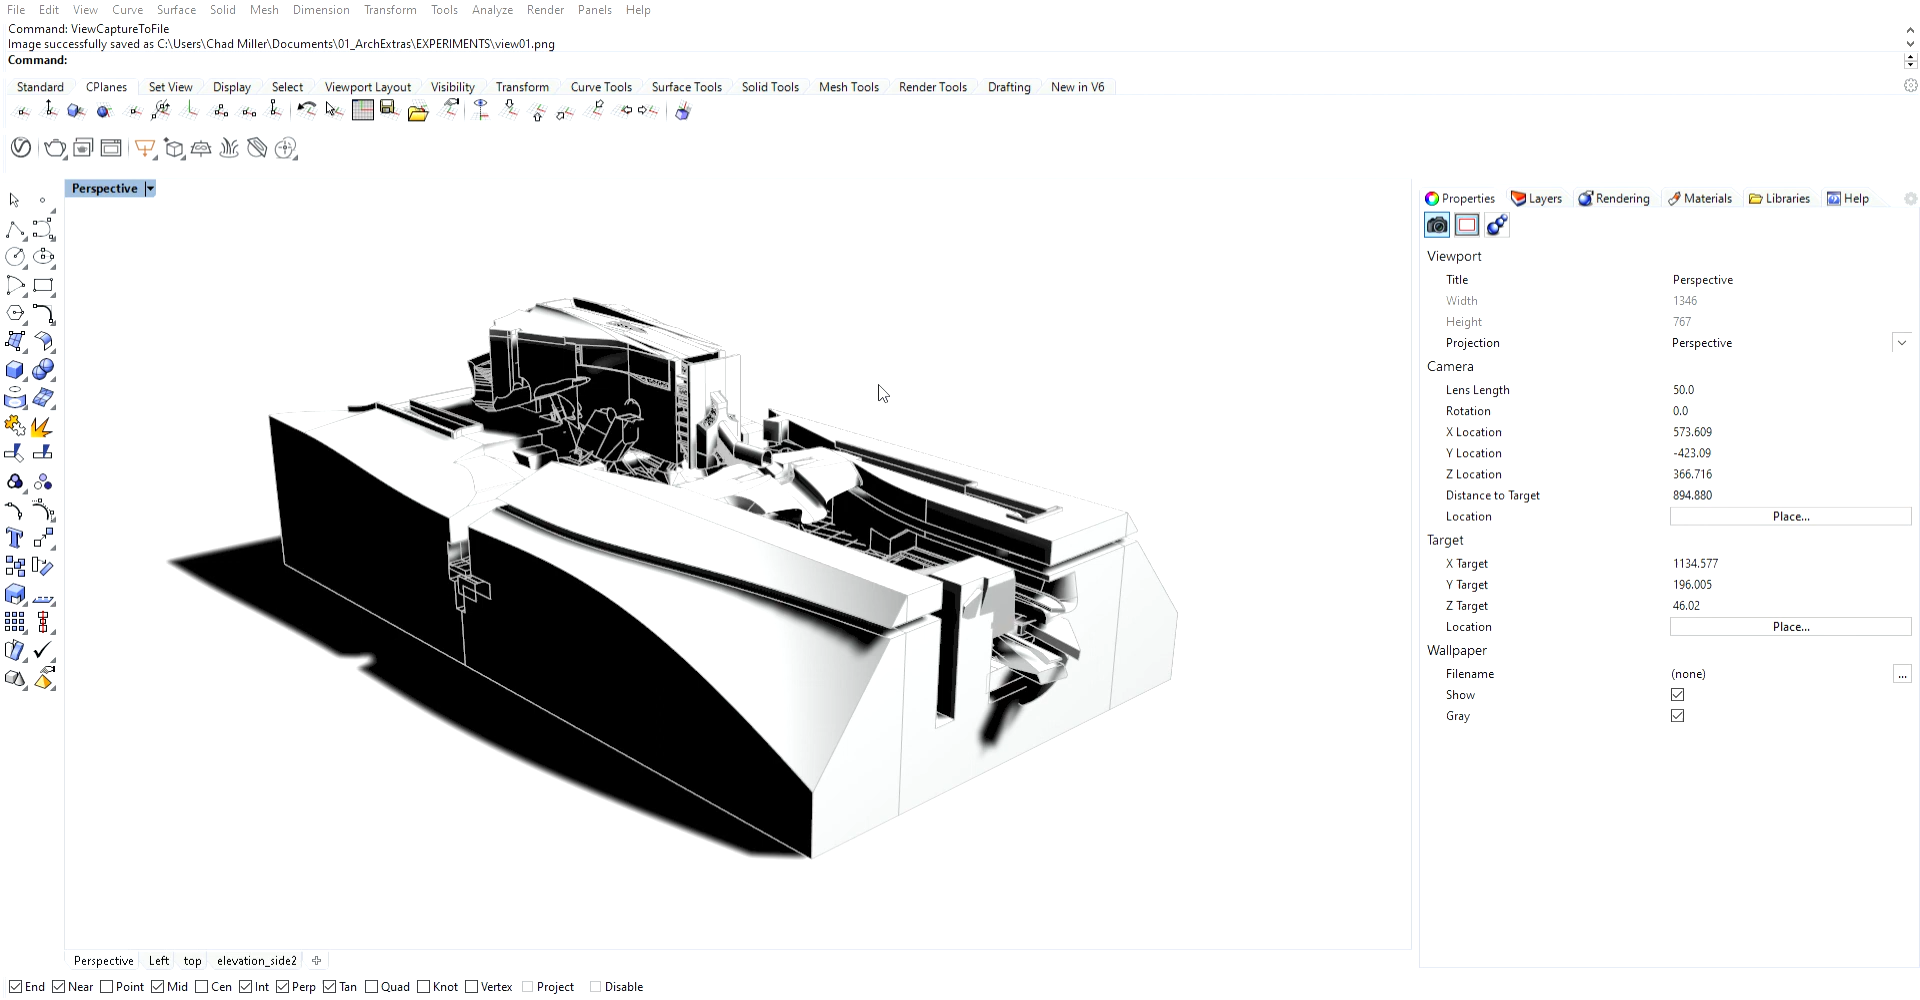 File Edit View Curve Surface Solid Mesh Dimension Transform Tools Analyze Render Panels Help
Command: ViewCaptureToFile
Image successfully saved as C:\Users\Chad Miller\Documents\01_ArchExtras\EXPERIMENTS\view01.png
Command:
Standard CPlanes Set View Display Select Viewport Layout Visibility Transform Curve Tools Surface Tools Solid Tools Mesh Tools Render Tools Drafting New in V6
Perspective
Properties Layers Rendering Materials Libraries Help
Viewport
Title Perspective
Width 1346
Height 767
Projection Perspective
Camera
Lens Length 50.0
Rotation 0.0
X Location 573.609
Y Location -423.09
Z Location 366.716
Distance to Target 894.880
Location Place...
Target
X Target 1134.577
Y Target 196.005
Z Target 46.02
Location Place...
Wallpaper
Filename (none) ...
Show
Gray
Perspective Left top elevation_side2
End Near Point Mid Cen Int Perp Tan Quad Knot Vertex Project Disable